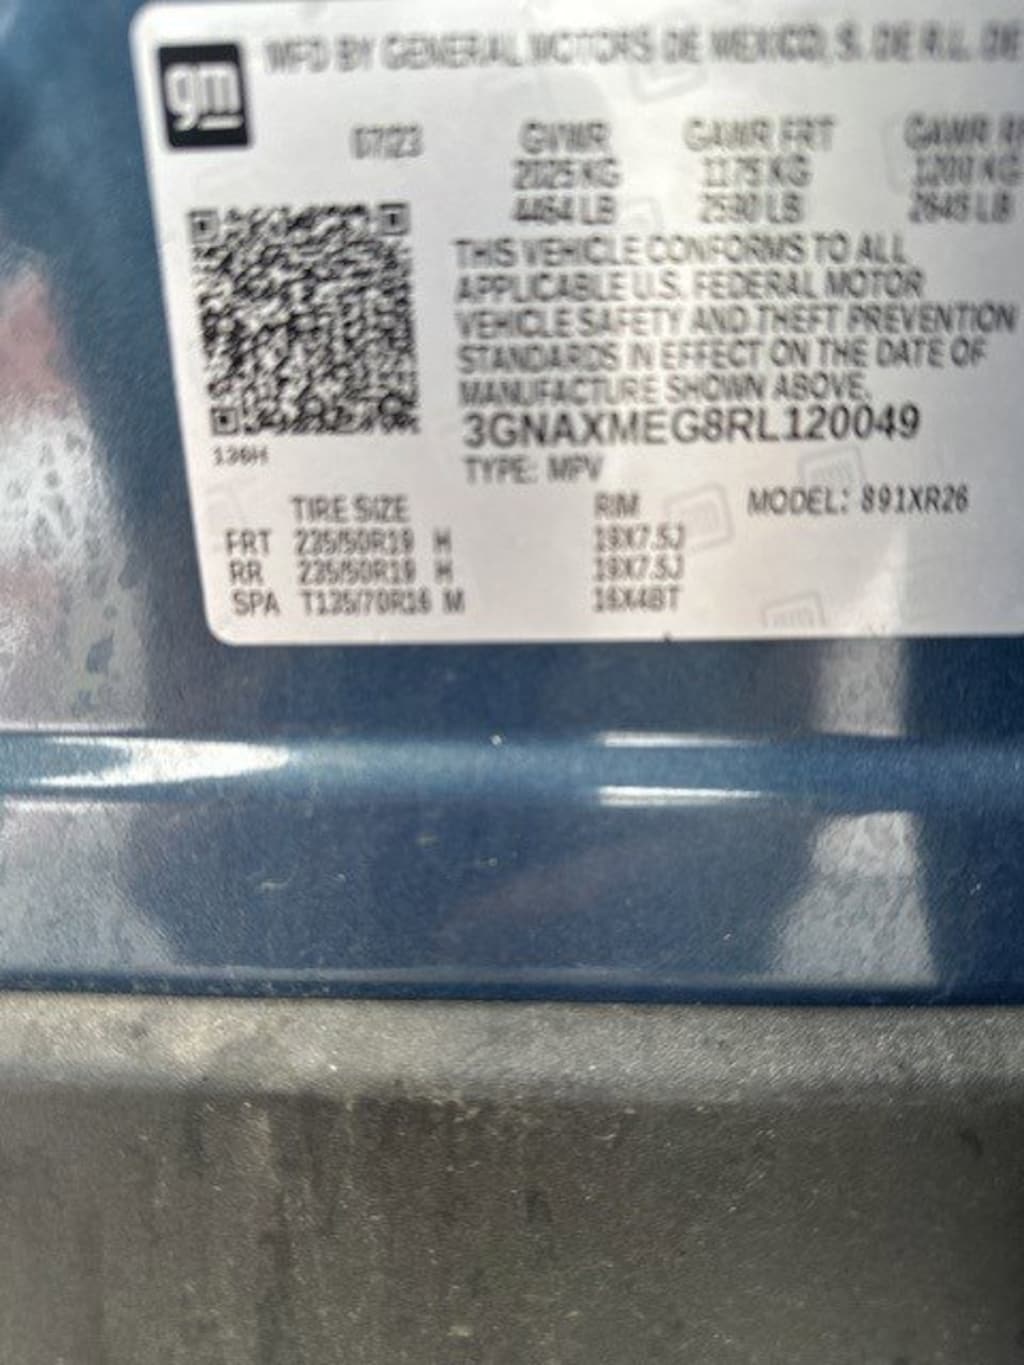 gm
MFD BY GENERAL MOTORS DE MEXICO, S. DE R.L. DE
07/23 GVWR GAWR FRT GAWR
2025 KG 1175 KG 1200 KG
4464 LB 2590 LB 2645 LB
THIS VEHICLE CONFORMS TO ALL
APPLICABLE U.S. FEDERAL MOTOR
VEHICLE SAFETY AND THEFT PREVENTION
STANDARDS IN EFFECT ON THE DATE OF
MANUFACTURE SHOWN ABOVE.
3GNAXMEG8RL120049
136H
TYPE: MPV
TIRE SIZE RIM MODEL: 891XR26
FRT 235/50R19 H 19X7.5J
RR 235/50R19 H 19X7.5J
SPA T135/70R16 M 16X4BT